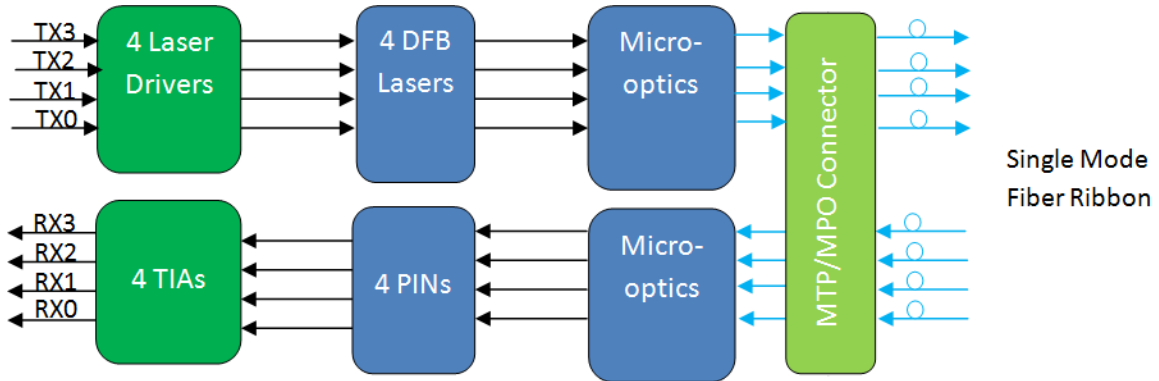 TX3
TX2
TX1
TX0
4 Laser
Drivers
4 DFB
Lasers
Micro-
optics
MTP/MPO Connector
Single Mode
Fiber Ribbon
RX3
RX2
RX1
RX0
4 TIAs
4 PINs
Micro-
optics